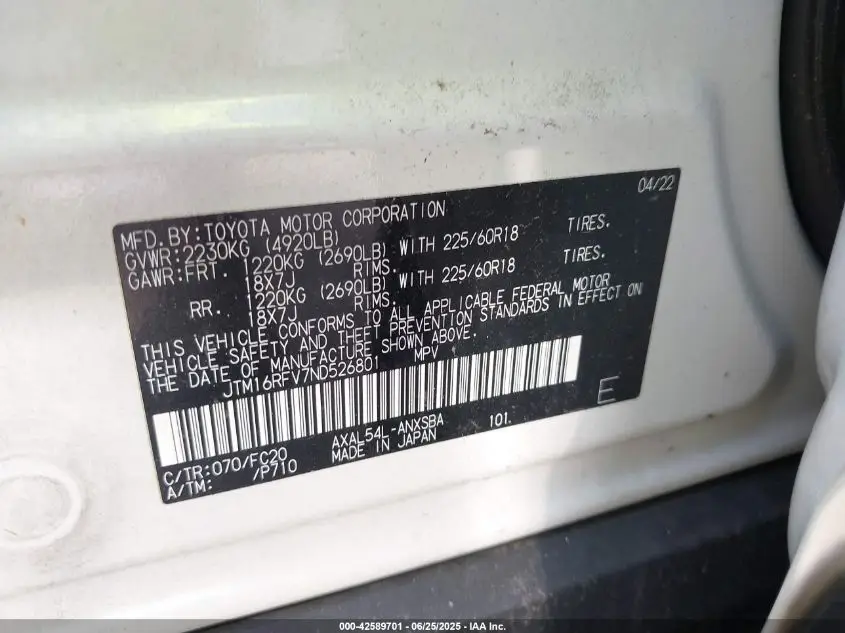 04/22
MFD.BY:TOYOTA MOTOR CORPORATION
GVWR:2230KG (4920LB)
GAWR:FRT. 1220KG (2690LB) WITH 225/60R18 TIRES.
18X7J RIMS.
RR. 1220KG (2690LB) WITH 225/60R18 TIRES.
18X7J RIMS.
THIS VEHICLE CONFORMS TO ALL APPLICABLE FEDERAL MOTOR
VEHICLE SAFETY AND THEFT PREVENTION STANDARDS IN EFFECT ON
THE DATE OF MANUFACTURE SHOWN ABOVE.
JTM16RFV7ND526801 MPV
E
C/TR:070/FC20 AXAL54L-ANXSBA 101.
A/TM: /P710 MADE IN JAPAN
000-42589701 / 06/25/2025 © IAA Inc.